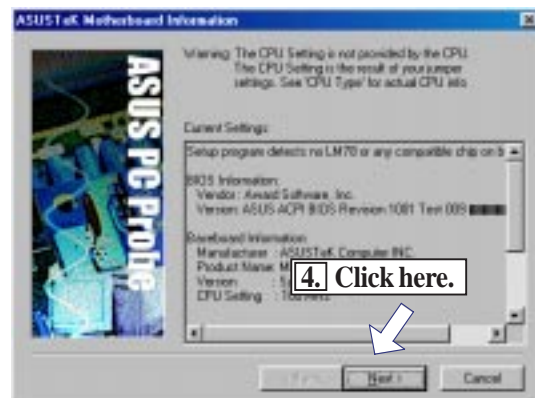 ASUSTeK Motherboard Information
ASUS PC Probe
Warning: The CPU Setting is not provided by the CPU.
The CPU Setting is the result of your jumper
settings. See 'CPU Type' for actual CPU info
Current Settings:
Setup program detects no LM78 or any compatible chip on b
BIOS Information:
Vendor : Award Software, Inc.
Version: ASUS ACPI BIOS Revision 1001 Test 009
Baseboard Information
Manufacturer : ASUSTeK Computer INC.
Product Name: M
Version :
CPU Setting :
4. Click here.
Next >
Cancel